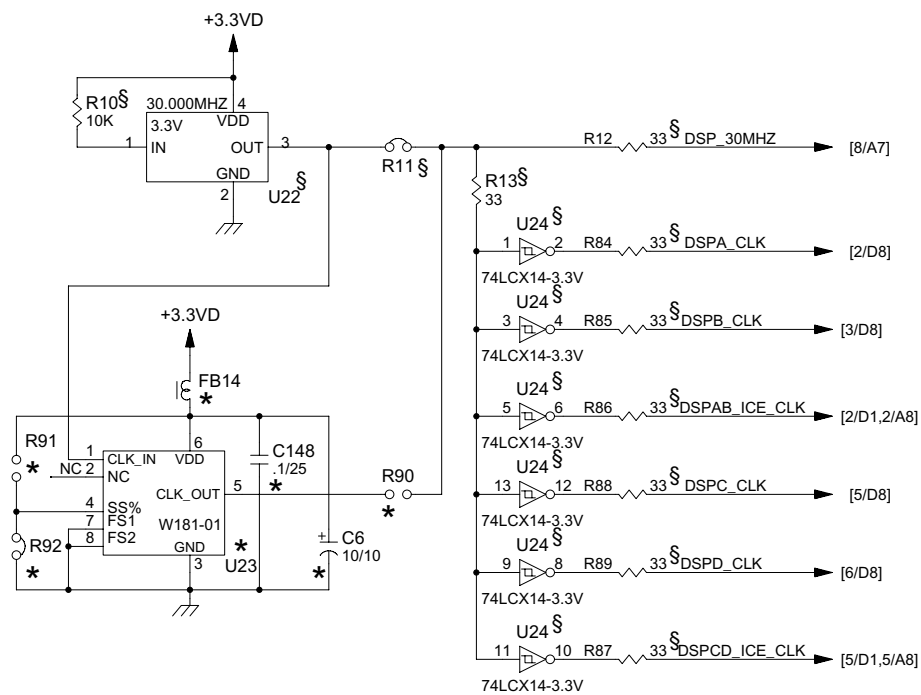 +3.3VD
R10§
10K
30.000MHZ
4
3.3V
VDD
1
IN
OUT
3
GND
2
U22§
R11§
R12
33
§
DSP_30MHZ
[8/A7]
R13§
33
U24§
1
2
R84
33
§
DSPA_CLK
[2/D8]
74LCX14-3.3V
U24§
3
4
R85
33
§
DSPB_CLK
[3/D8]
74LCX14-3.3V
U24§
5
6
R86
33
§
DSPAB_ICE_CLK
[2/D1,2/A8]
74LCX14-3.3V
U24§
13
12
R88
33
§
DSPC_CLK
[5/D8]
74LCX14-3.3V
U24§
9
8
R89
33
§
DSPD_CLK
[6/D8]
74LCX14-3.3V
U24§
11
10
R87
33
§
DSPCD_ICE_CLK
[5/D1,5/A8]
74LCX14-3.3V
+3.3VD
FB14
*
R91
*
1
CLK_IN
6
VDD
NC 2
NC
C148
.1/25
*
5
CLK_OUT
R90
*
4
SS%
7
FS1
8
FS2
W181-01
GND
3
*
U23
R92
*
+
C6
10/10
*